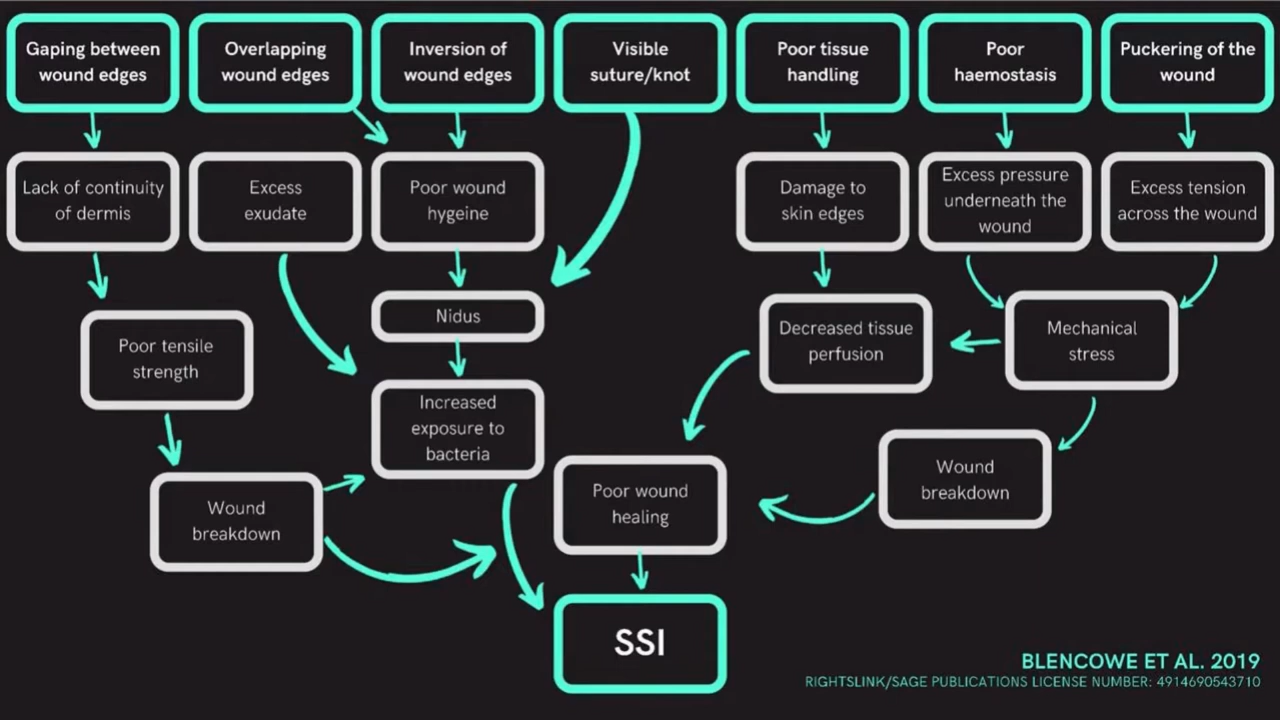 Gaping between
wound edges
Overlapping
wound edges
Inversion of
wound edges
Visible
suture/knot
Poor tissue
handling
Poor
haemostasis
Puckering of the
wound
Lack of continuity
of dermis
Excess
exudate
Poor wound
hygeine
Damage to
skin edges
Excess pressure
underneath the
wound
Excess tension
across the wound
Nidus
Poor tensile
strength
Decreased tissue
perfusion
Mechanical
stress
Increased
exposure to
bacteria
Wound
breakdown
Poor wound
healing
Wound
breakdown
SSI
BLENCOWE ET AL. 2019
RIGHTSLINK/SAGE PUBLICATIONS LICENSE NUMBER: 4914690543710